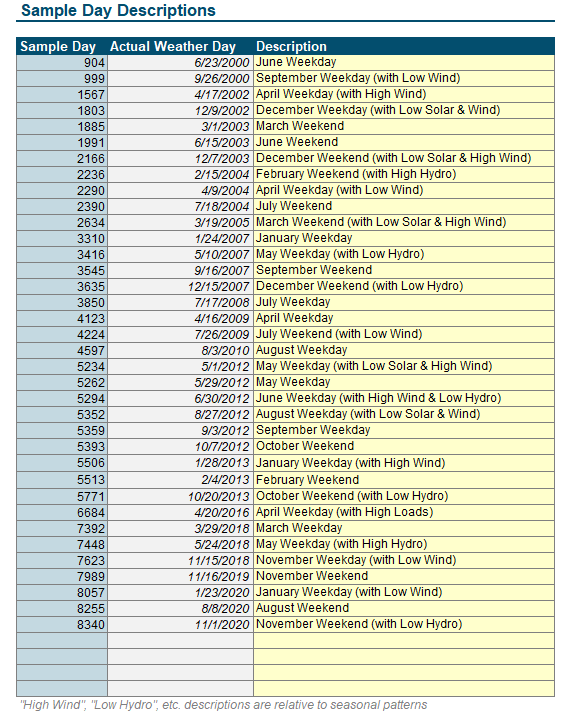 Sample Day Descriptions
Sample Day Actual Weather Day Description
904 6/23/2000 June Weekday
999 9/26/2000 September Weekday (with Low Wind)
1567 4/17/2002 April Weekday (with High Wind)
1803 12/9/2002 December Weekday (with Low Solar & Wind)
1885 3/1/2003 March Weekend
1991 6/15/2003 June Weekend
2166 12/7/2003 December Weekend (with Low Solar & High Wind)
2236 2/15/2004 February Weekend (with High Hydro)
2290 4/9/2004 April Weekday (with Low Wind)
2390 7/18/2004 July Weekend
2634 3/19/2005 March Weekend (with Low Solar & High Wind)
3310 1/24/2007 January Weekday
3416 5/10/2007 May Weekday (with Low Hydro)
3545 9/16/2007 September Weekend
3635 12/15/2007 December Weekend (with Low Hydro)
3850 7/17/2008 July Weekday
4123 4/16/2009 April Weekday
4224 7/26/2009 July Weekend (with Low Wind)
4597 8/3/2010 August Weekday
5234 5/1/2012 May Weekday (with Low Solar & High Wind)
5262 5/29/2012 May Weekday
5294 6/30/2012 June Weekday (with High Wind & Low Hydro)
5352 8/27/2012 August Weekday (with Low Solar & Wind)
5359 9/3/2012 September Weekday
5393 10/7/2012 October Weekend
5506 1/28/2013 January Weekday (with High Wind)
5513 2/4/2013 February Weekend
5771 10/20/2013 October Weekend (with Low Hydro)
6684 4/20/2016 April Weekday (with High Loads)
7392 3/29/2018 March Weekday
7448 5/24/2018 May Weekday (with High Hydro)
7623 11/15/2018 November Weekday (with Low Wind)
7989 11/16/2019 November Weekend
8057 1/23/2020 January Weekday (with Low Wind)
8255 8/8/2020 August Weekend
8340 11/1/2020 November Weekend (with Low Hydro)
"High Wind", "Low Hydro", etc. descriptions are relative to seasonal patterns